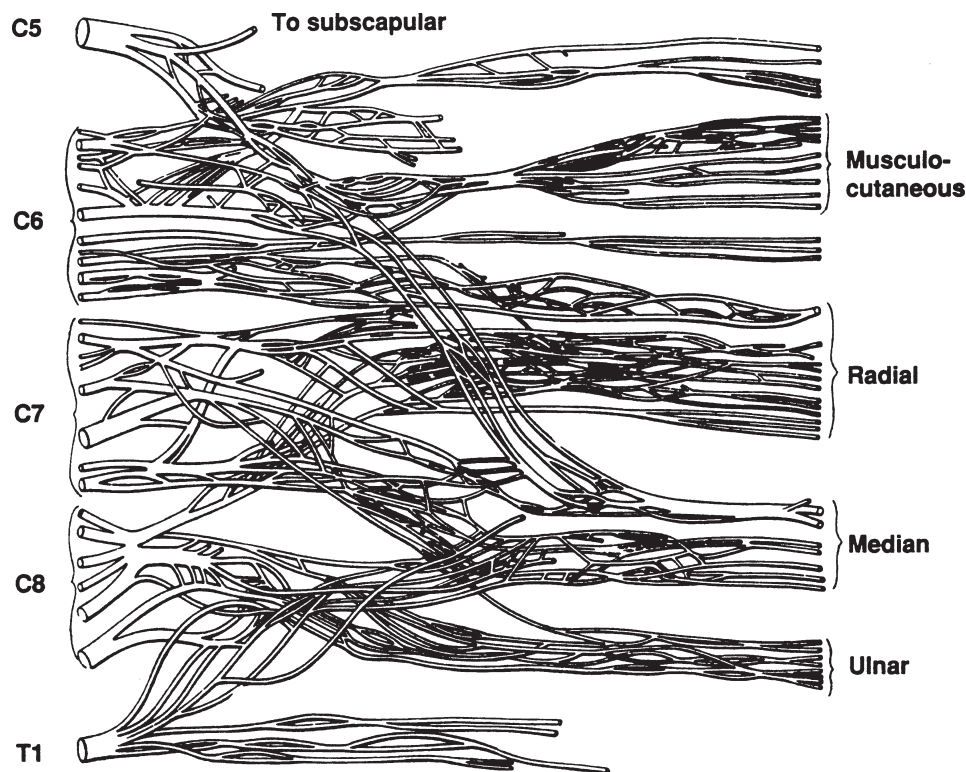 C5
To subscapular
Musculo-
cutaneous
C6
Radial
C7
Median
C8
Ulnar
T1